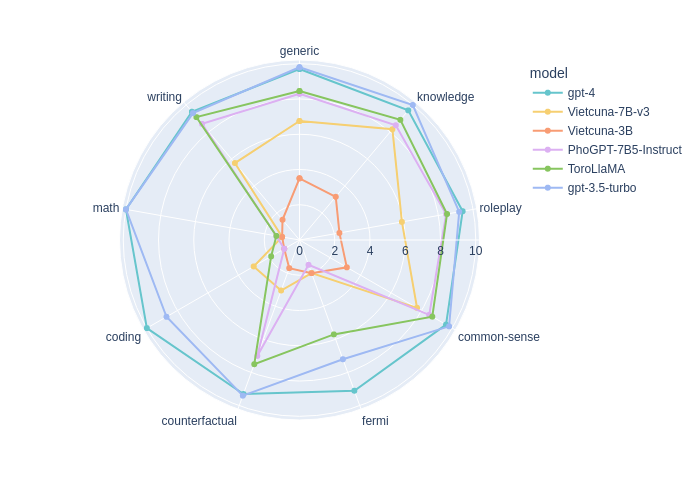 generic
writing
knowledge
math
roleplay
0 2 4 6 8 10
coding
common-sense
counterfactual
fermi
model
gpt-4
Vietcuna-7B-v3
Vietcuna-3B
PhoGPT-7B5-Instruct
ToroLLaMA
gpt-3.5-turbo